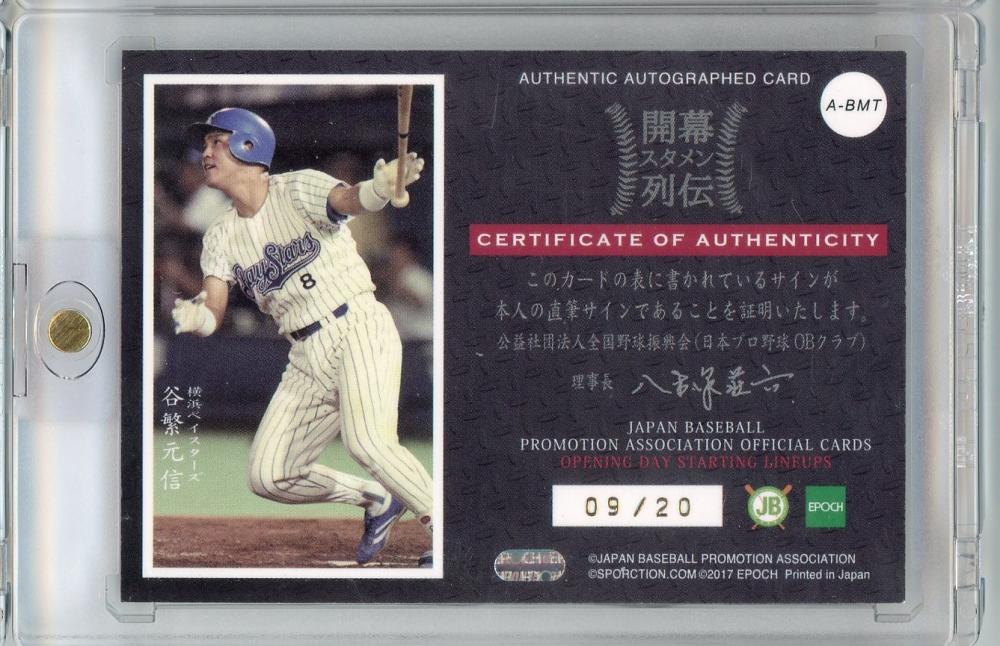 AUTHENTIC AUTOGRAPHED CARD
A-BMT
開幕
スタメン
列伝
CERTIFICATE OF AUTHENTICITY
このカードの表に書かれているサインが
本人の直筆サインであることを証明いたします。
公益社団法人全国野球振興会(日本プロ野球OBクラブ)
理事長
JAPAN BASEBALL
PROMOTION ASSOCIATION OFFICIAL CARDS
OPENING DAY STARTING LINEUPS
09/20
JB
EPOCH
©JAPAN BASEBALL PROMOTION ASSOCIATION
©SPORCTION.COM ©2017 EPOCH Printed in Japan
BayStars
8
横浜ベイスターズ
谷繁元信